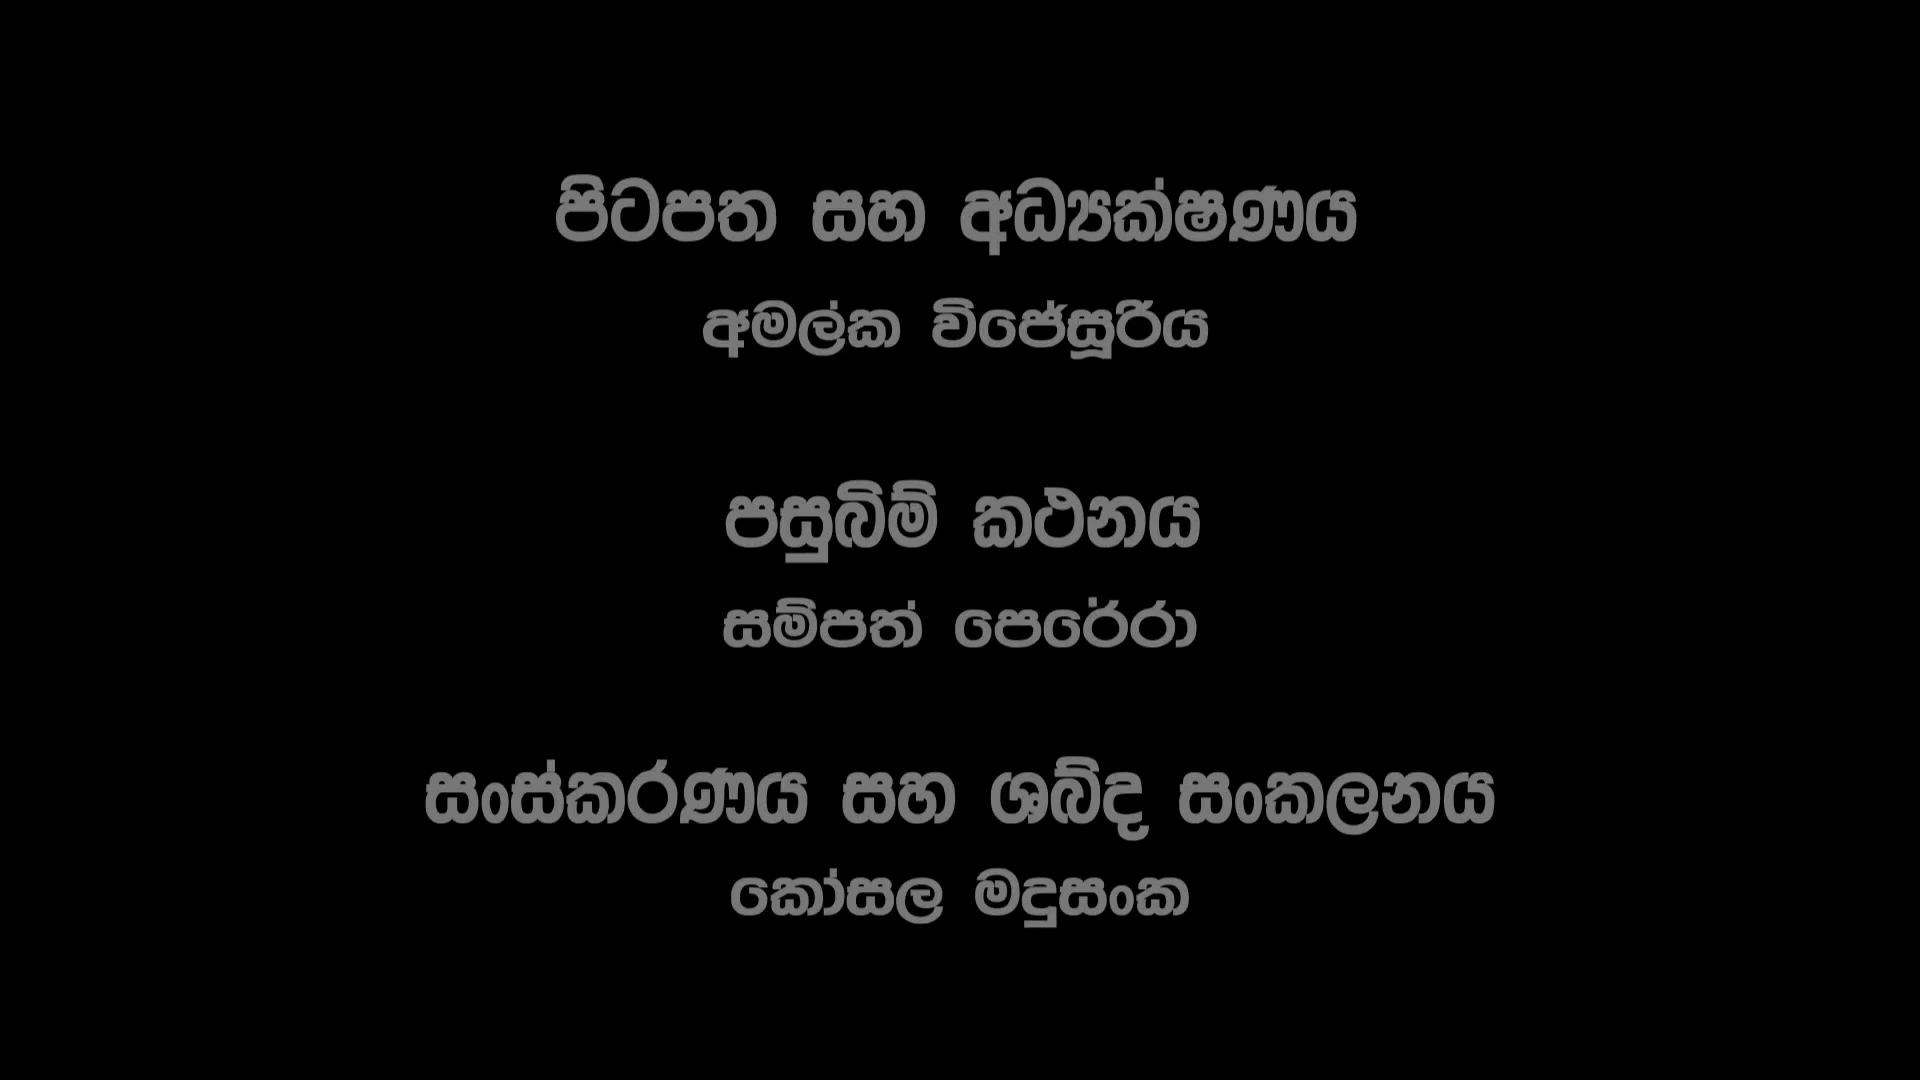 පිටපත සහ අධ්‍යක්ෂණය
අමල්ක විජේසූරිය
පසුබිම් කථනය
සම්පත් පෙරේරා
සංස්කරණය සහ ශබ්ද සංකලනය
කෝසල මදුසංක